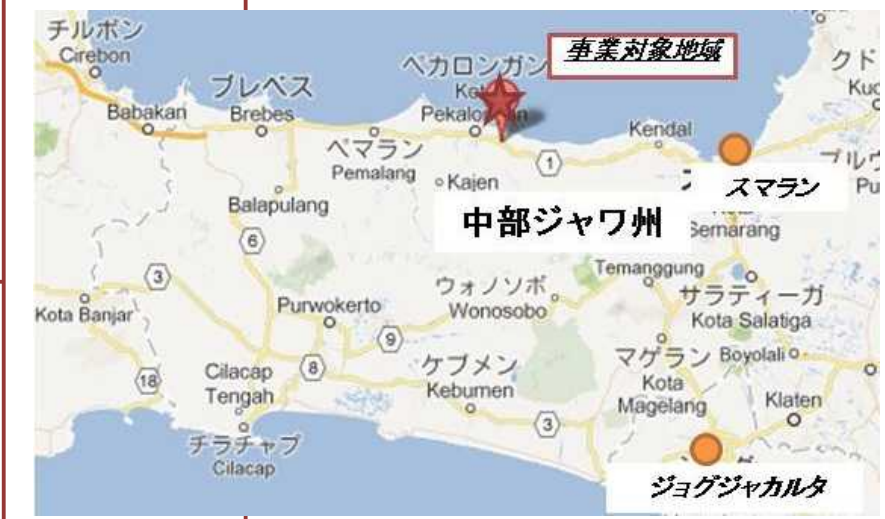 チルボン
Cirebon
Babakan
ブレベス
Brebes
ペカロンガン
事業対象地域
ペマラン
Pemalang
Kajen
Kendal
1
スマラン
Semarang
Balapulang
中部ジャワ州
6
3
Kota Banjar
Purwokerto
ウォノソボ
Wonosobo
9
Temanggung
サラティーガ
Kota Salatiga
18
Cilacap
Tengah
8
ケブメン
Kebumen
マゲラン
Kota
Magelang
Boyolali
Klaten
3
チラチャプ
Cilacap
ジョグジャカルタ